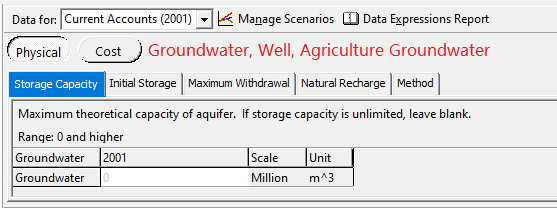 Data for: Current Accounts (2001) Manage Scenarios Data Expressions Report
Physical Cost Groundwater, Well, Agriculture Groundwater
Storage Capacity Initial Storage Maximum Withdrawal Natural Recharge Method
Maximum theoretical capacity of aquifer. If storage capacity is unlimited, leave blank.
Range: 0 and higher
Groundwater 2001 Scale Unit
Groundwater 0 Million m^3